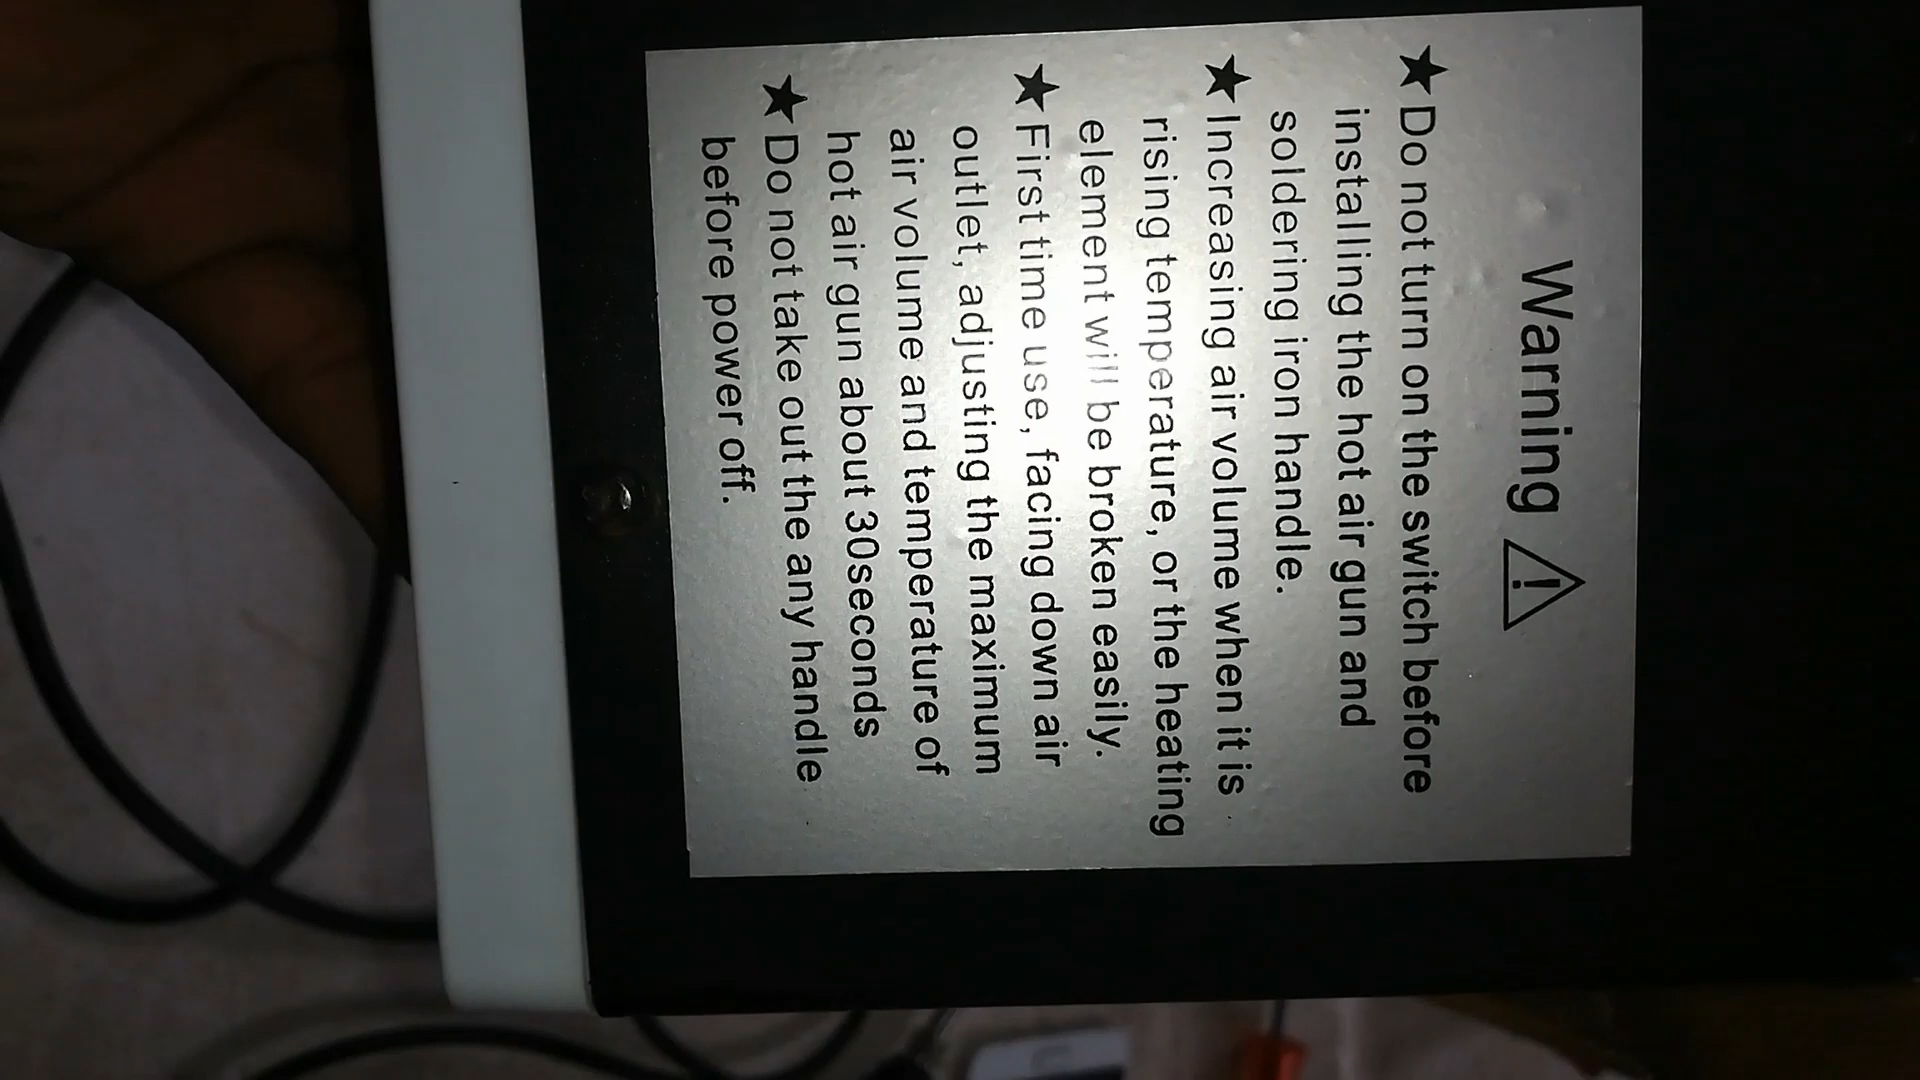 Warning
★ Do not turn on the switch before
installing the hot air gun and
soldering iron handle.
★ Increasing air volume when it is
rising temperature, or the heating
element will be broken easily.
★ First time use, facing down air
outlet, adjusting the maximum
air volume and temperature of
hot air gun about 30seconds
★ Do not take out the any handle
before power off.